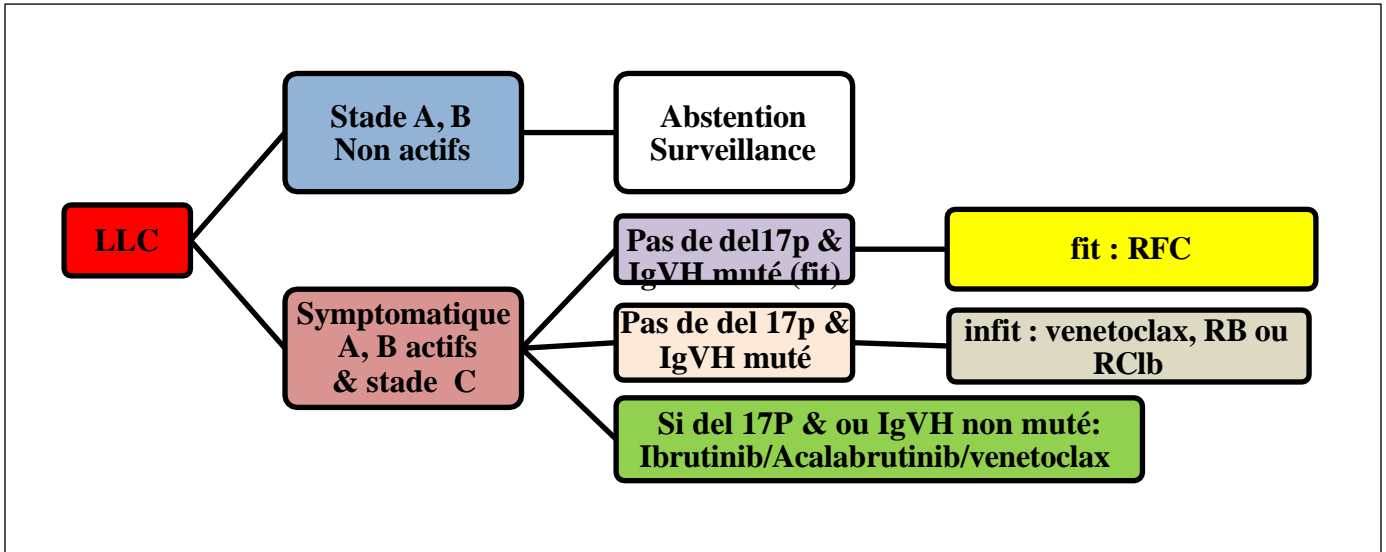 LLC
Stade A, B
Non actifs
Abstention
Surveillance
Symptomatique
A, B actifs
& stade C
Pas de del17p &
IgVH muté (fit)
fit : RFC
Pas de del 17p &
IgVH muté
infit : venetoclax, RB ou
RClb
Si del 17P & ou IgVH non muté:
Ibrutinib/Acalabrutinib/venetoclax